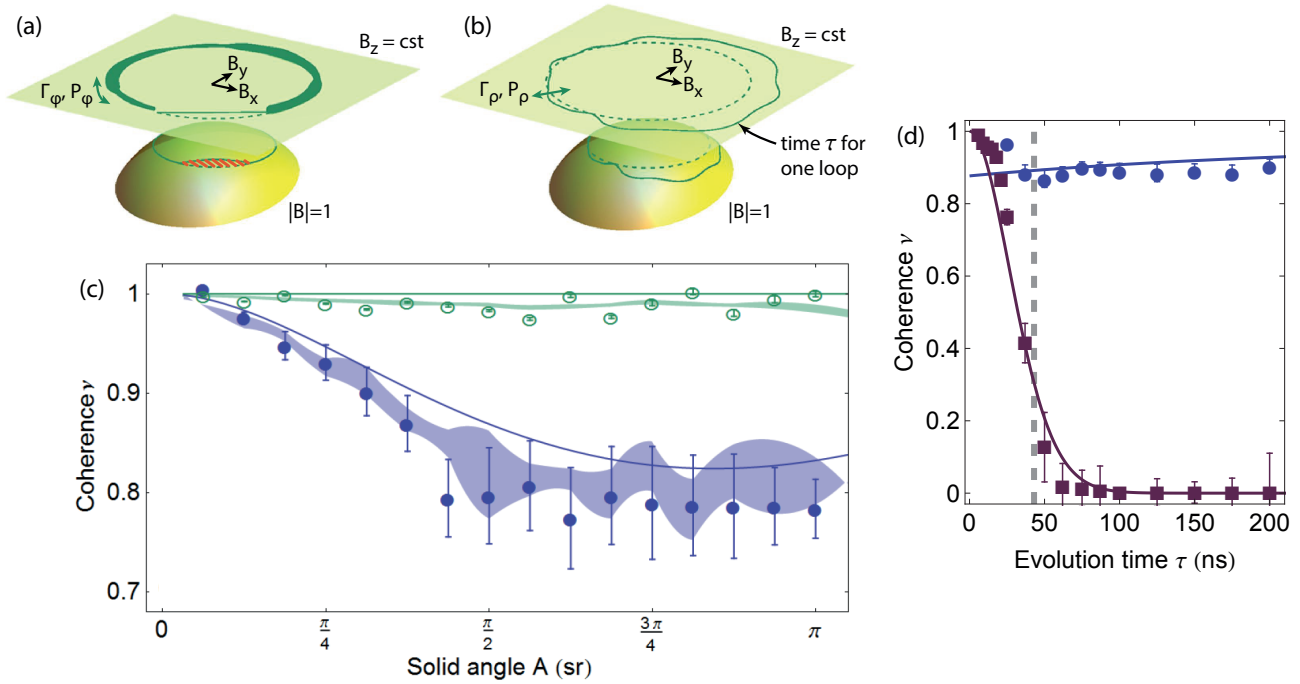 (a)
B_z = cst
B_y
B_x
Γ_φ, P_φ
|B|=1
(b)
B_z = cst
B_y
B_x
Γ_ρ, P_ρ
time τ for
one loop
|B|=1
(c)
Coherence ν
1
0.9
0.8
0.7
0
π/4
π/2
3π/4
π
Solid angle A (sr)
(d)
Coherence ν
1
0.8
0.6
0.4
0.2
0
0
50
100
150
200
Evolution time τ (ns)